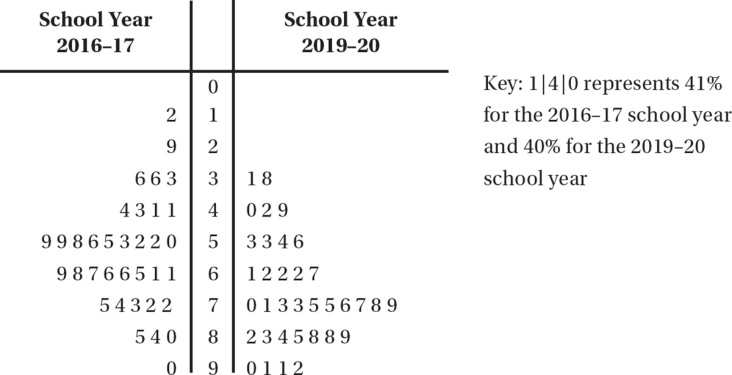 School Year School Year
2016–17 2019–20
0
2 1
9 2
6 6 3 3 1 8
4 3 1 1 4 0 2 9
9 9 8 6 5 3 2 2 0 5 3 3 4 6
9 8 7 6 6 5 1 1 6 1 2 2 2 7
5 4 3 2 2 7 0 1 3 3 5 5 6 7 8 9
5 4 0 8 2 3 4 5 8 8 9
0 9 0 1 1 2
Key: 1|4|0 represents 41%
for the 2016–17 school year
and 40% for the 2019–20
school year